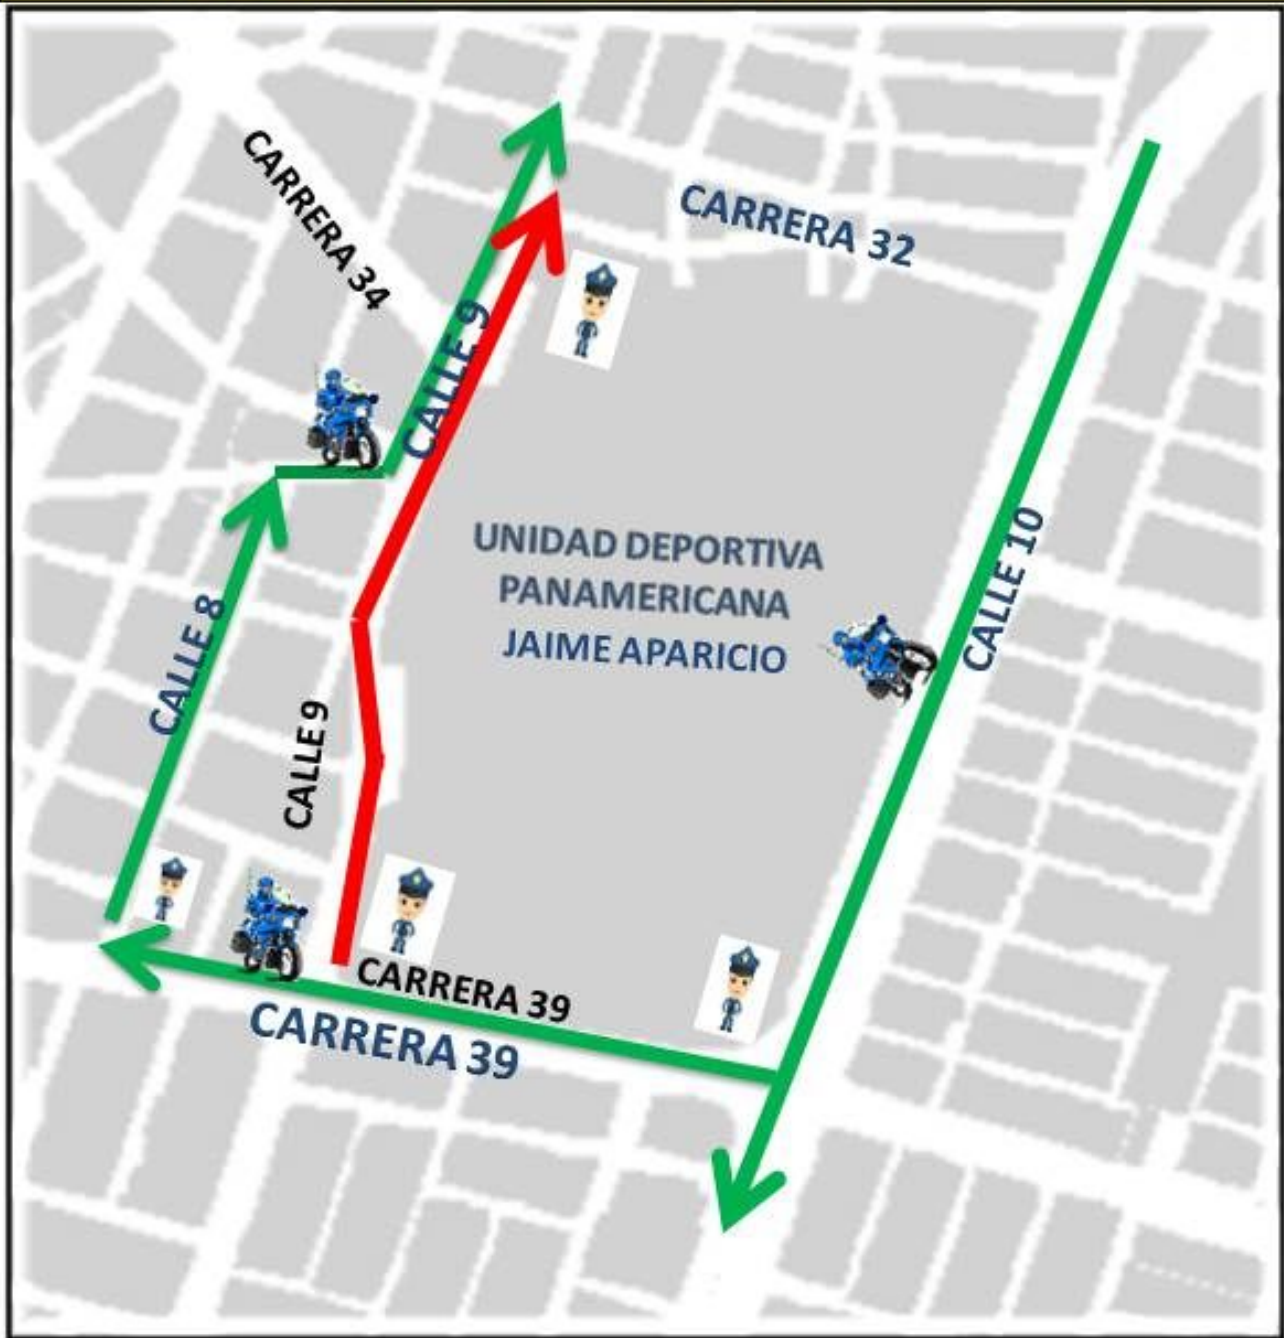 CARRERA 34
CARRERA 32
CALLE 9
UNIDAD DEPORTIVA
PANAMERICANA
JAIME APARICIO
CALLE 10
CALLE 8
CALLE 9
CARRERA 39
CARRERA 39